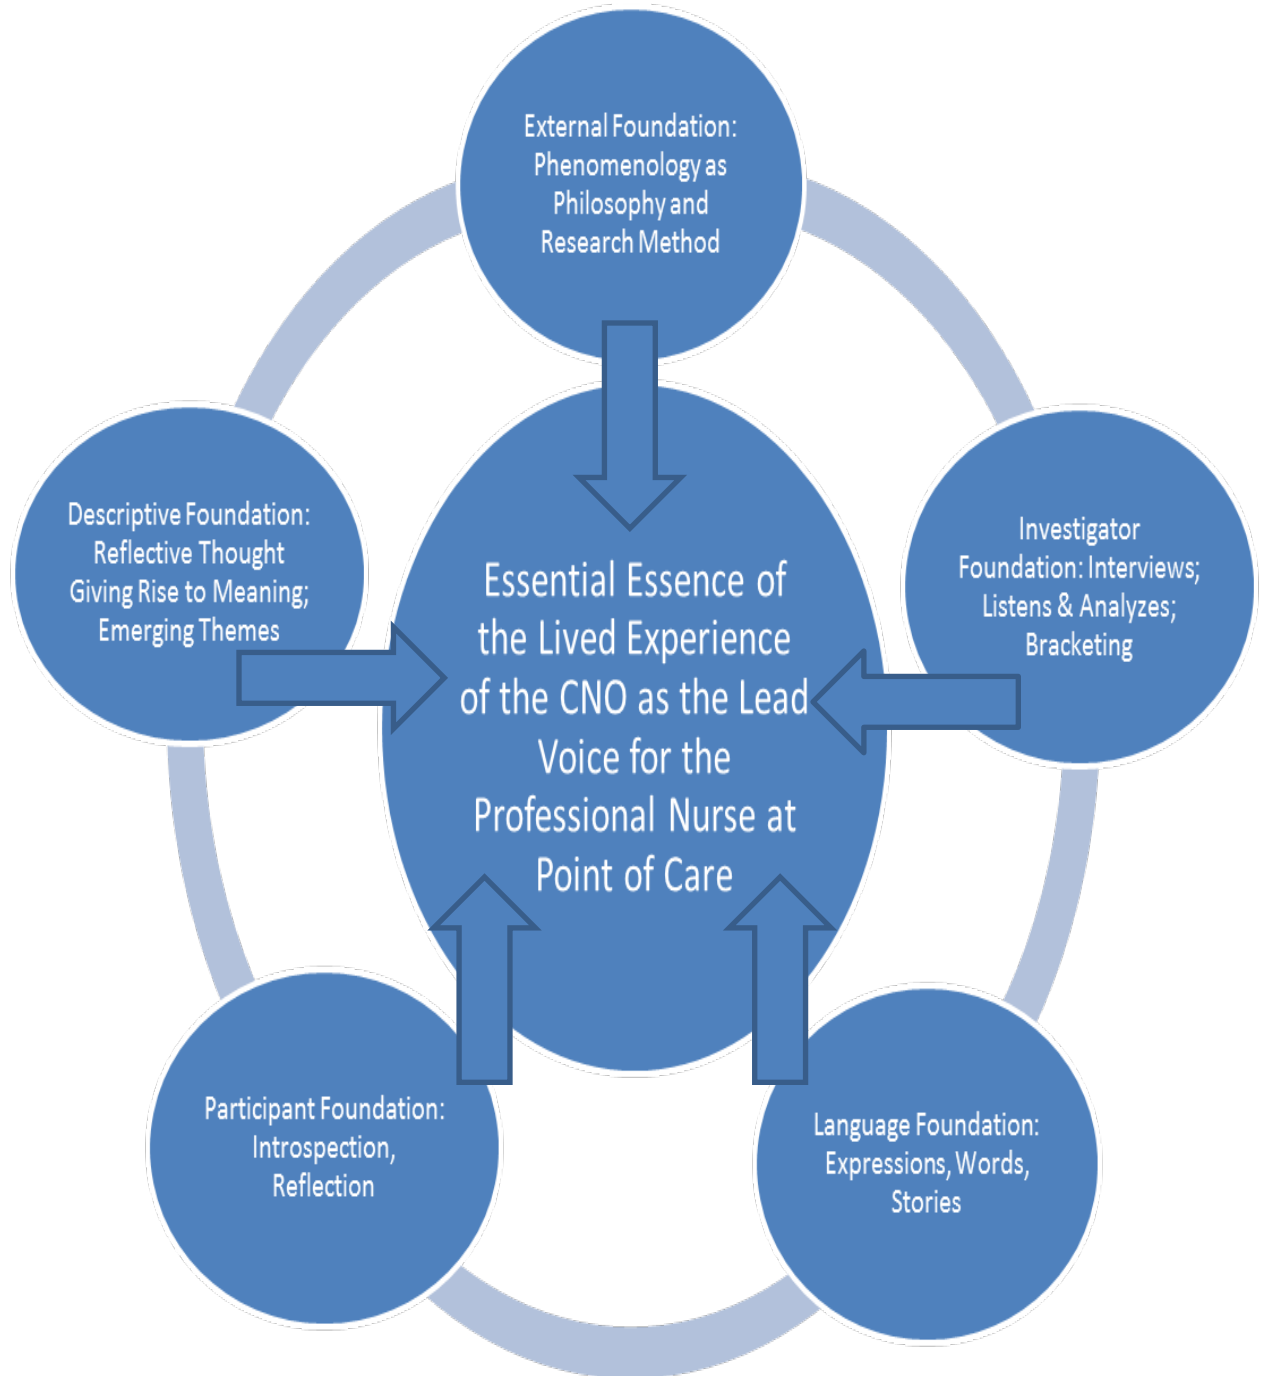 External Foundation:
Phenomenology as
Philosophy and
Research Method
Descriptive Foundation:
Reflective Thought
Giving Rise to Meaning;
Emerging Themes
Investigator
Foundation: Interviews;
Listens & Analyzes;
Bracketing
Essential Essence of
the Lived Experience
of the CNO as the Lead
Voice for the
Professional Nurse at
Point of Care
Participant Foundation:
Introspection,
Reflection
Language Foundation:
Expressions, Words,
Stories